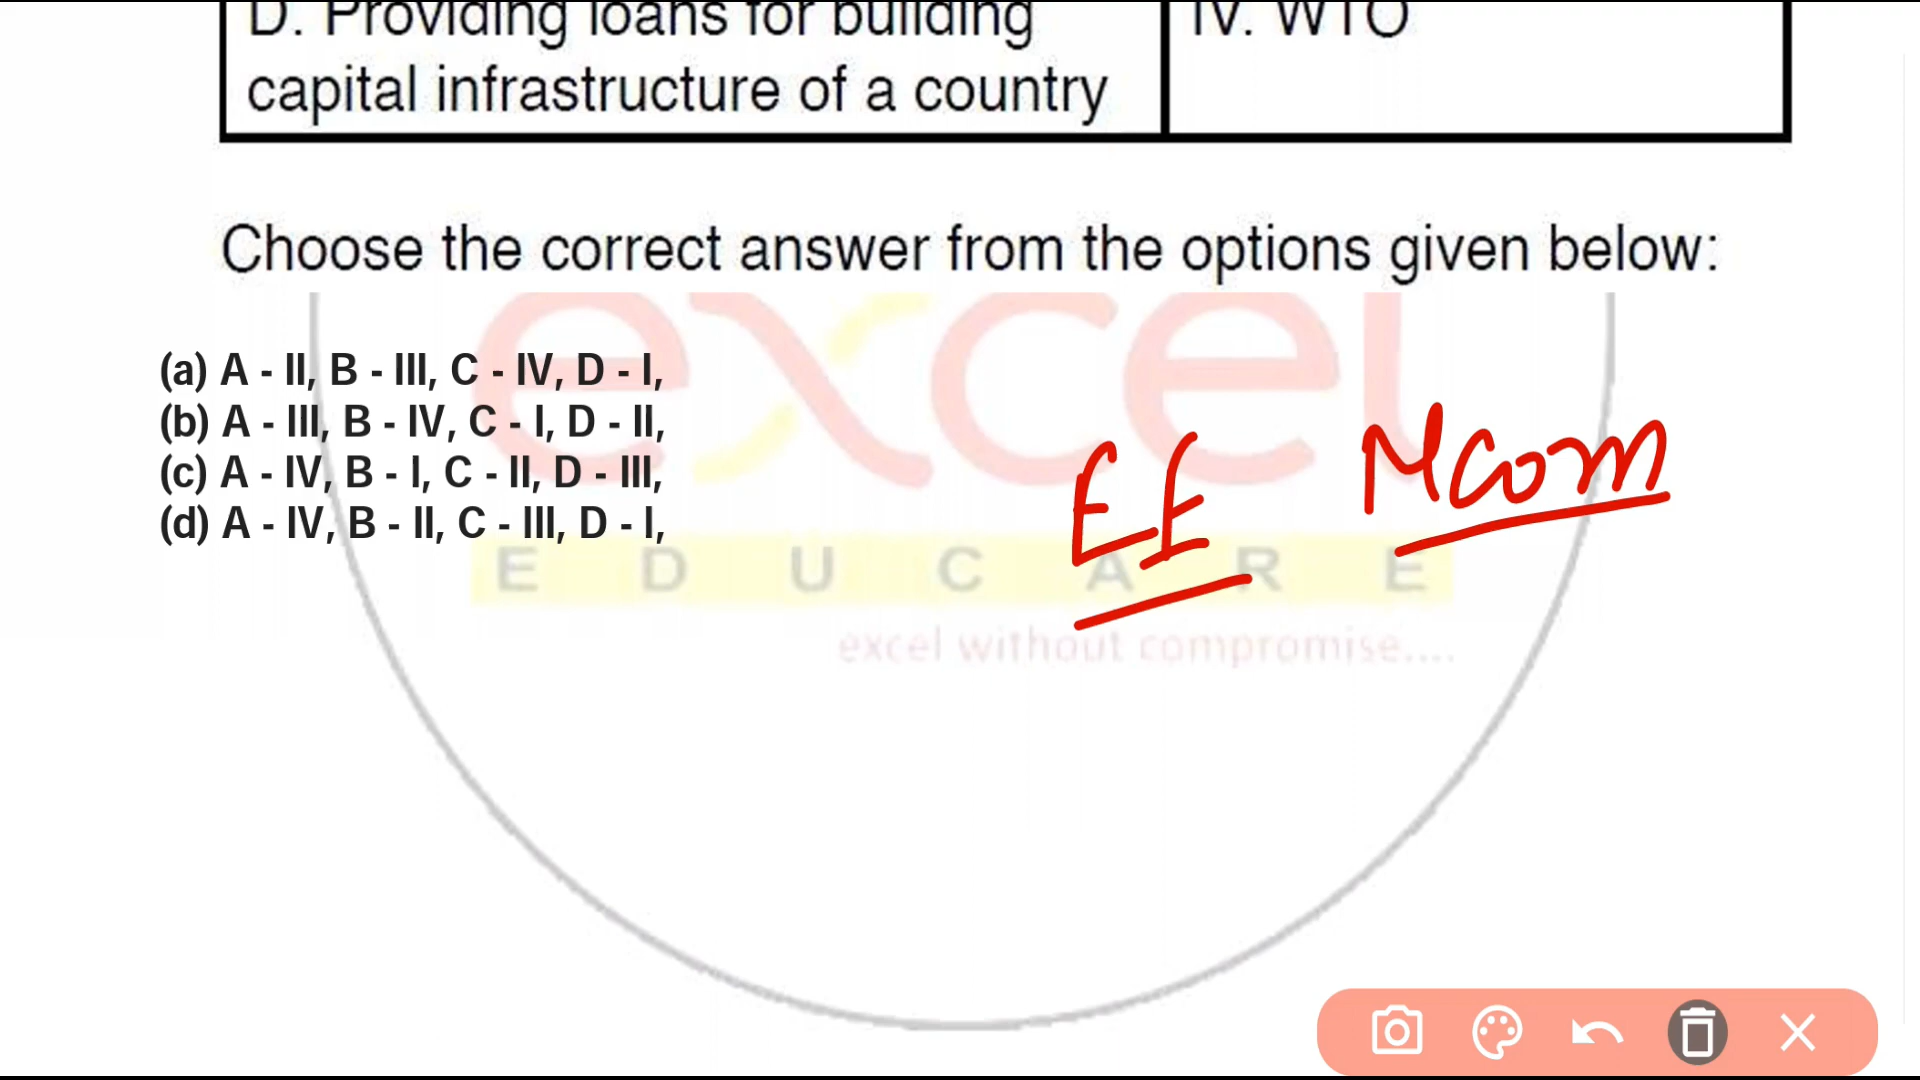 D. Providing loans for building
capital infrastructure of a country
IV. WTO
Choose the correct answer from the options given below:
excel
(a) A - II, B - III, C - IV, D - I,
(b) A - III, B - IV, C - I, D - II,
(c) A - IV, B - I, C - II, D - III,
(d) A - IV, B - II, C - III, D - I,
EE Mcom
EDUCARE
excel without compromise....